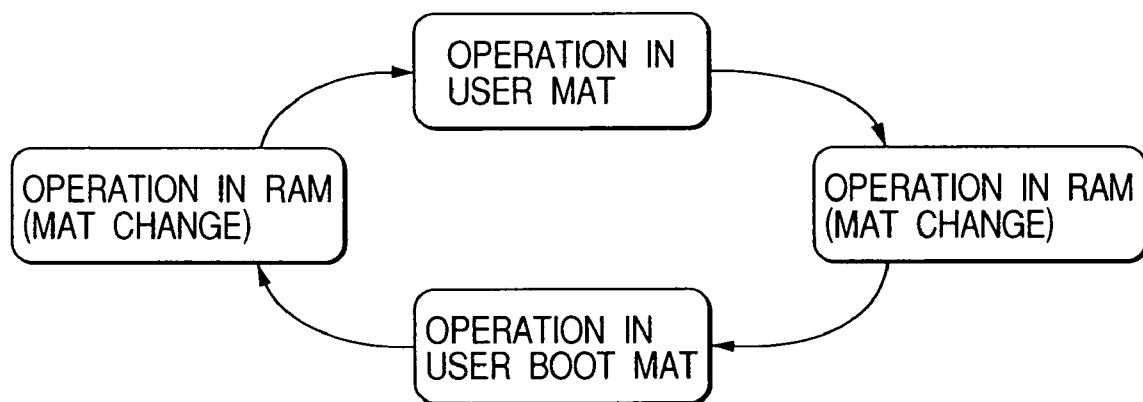 OPERATION IN
USER MAT
OPERATION IN RAM
(MAT CHANGE)
OPERATION IN RAM
(MAT CHANGE)
OPERATION IN
USER BOOT MAT